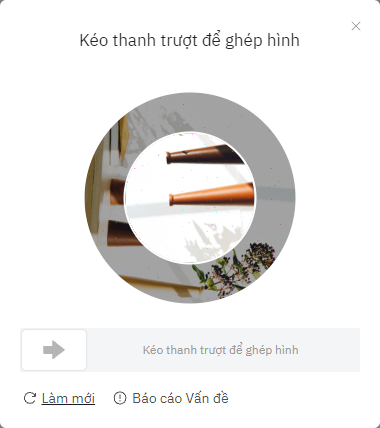 Kéo thanh trượt để ghép hình
Kéo thanh trượt để ghép hình
Làm mới
Báo cáo Vấn đề